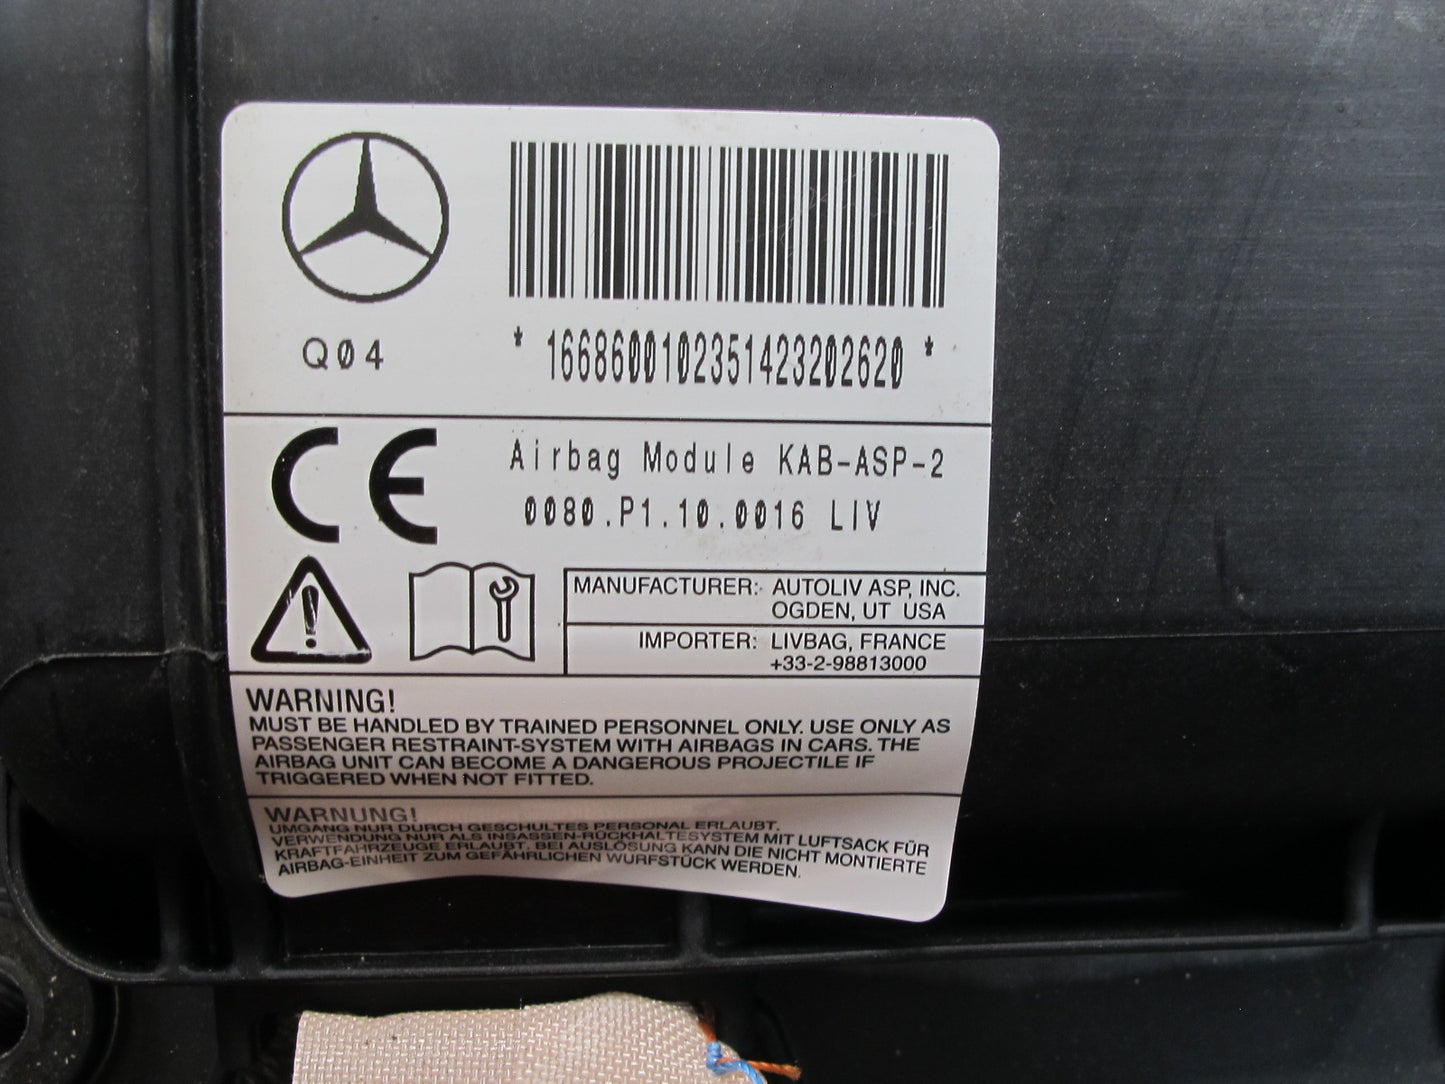 Q04
* 1668600102351423202620 *
CE
Airbag Module KAB-ASP-2
0080.P1.10.0016 LIV
MANUFACTURER: AUTOLIV ASP, INC.
OGDEN, UT USA
IMPORTER: LIVBAG, FRANCE
+33-2-98813000
WARNING!
MUST BE HANDLED BY TRAINED PERSONNEL ONLY. USE ONLY AS
PASSENGER RESTRAINT-SYSTEM WITH AIRBAGS IN CARS. THE
AIRBAG UNIT CAN BECOME A DANGEROUS PROJECTILE IF
TRIGGERED WHEN NOT FITTED.
WARNUNG!
UMGANG NUR DURCH GESCHULTES PERSONAL ERLAUBT.
VERWENDUNG NUR ALS INSASSEN-RÜCKHALTESYSTEM MIT LUFTSACK FÜR
KRAFTFAHRZEUGE ERLAUBT. BEI AUSLÖSUNG KANN DIE NICHT MONTIERTE
AIRBAG-EINHEIT ZUM GEFÄHRLICHEN WURFSTÜCK WERDEN.